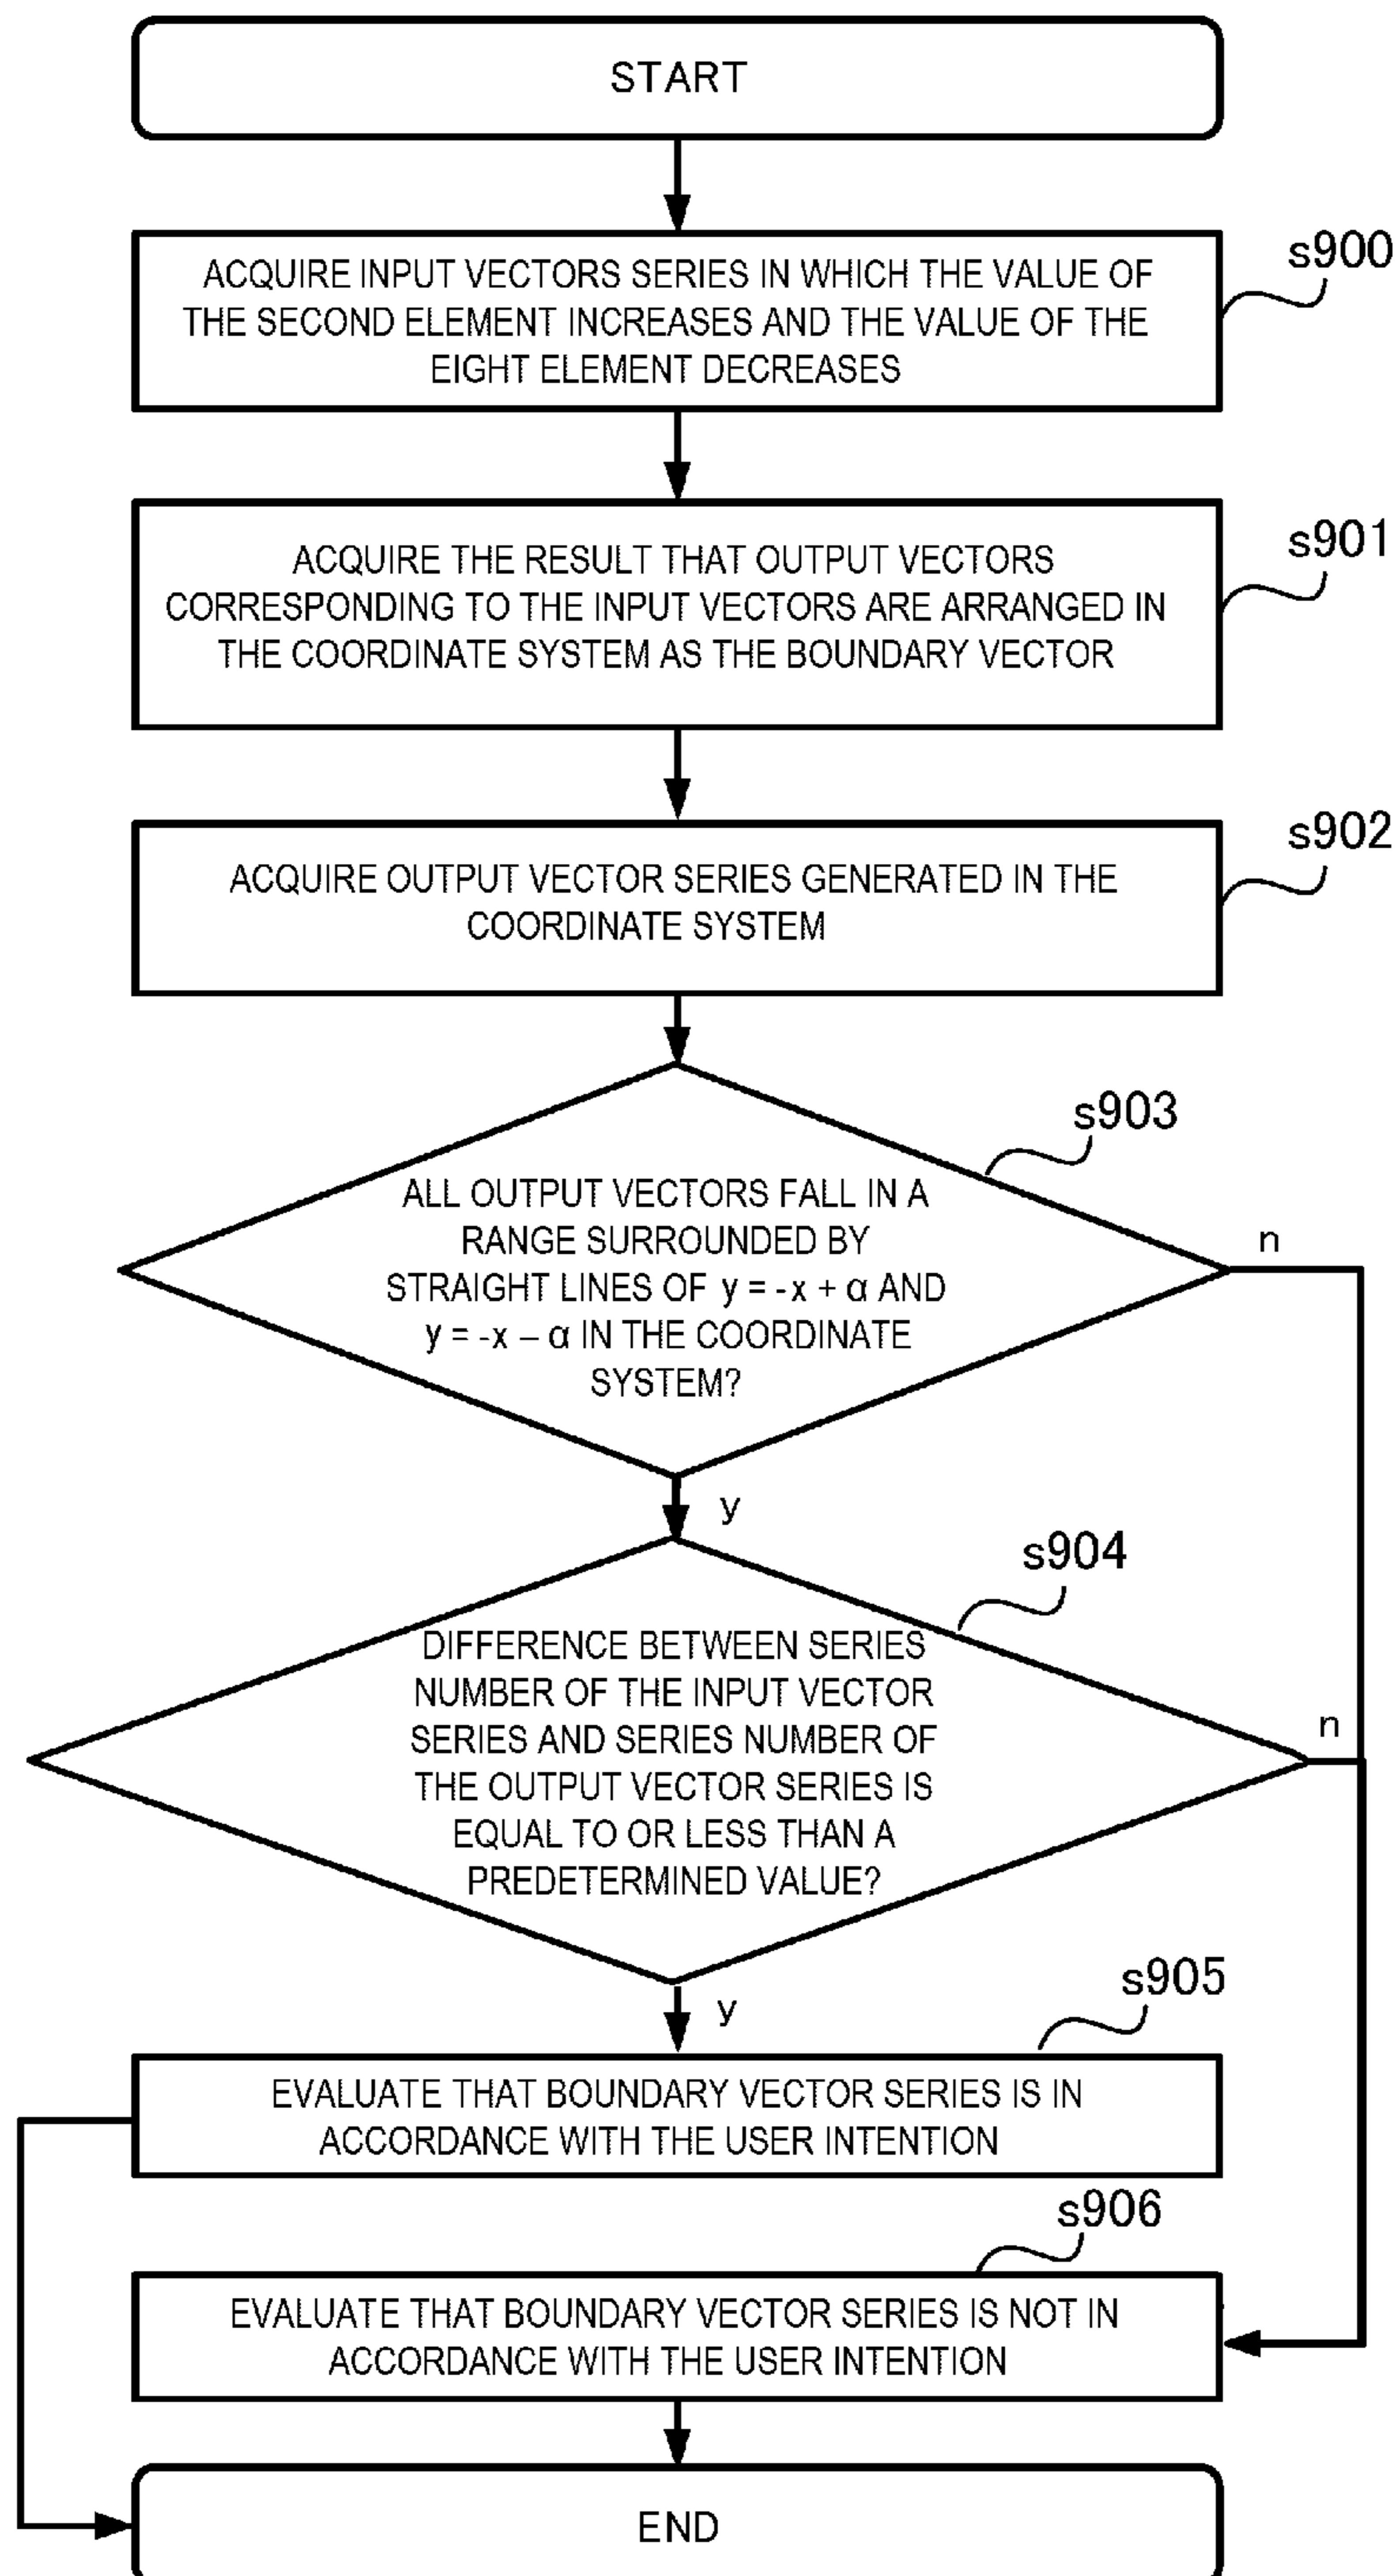 START
s900
ACQUIRE INPUT VECTORS SERIES IN WHICH THE VALUE OF
THE SECOND ELEMENT INCREASES AND THE VALUE OF THE
EIGHT ELEMENT DECREASES
s901
ACQUIRE THE RESULT THAT OUTPUT VECTORS
CORRESPONDING TO THE INPUT VECTORS ARE ARRANGED IN
THE COORDINATE SYSTEM AS THE BOUNDARY VECTOR
s902
ACQUIRE OUTPUT VECTOR SERIES GENERATED IN THE
COORDINATE SYSTEM
s903
ALL OUTPUT VECTORS FALL IN A
RANGE SURROUNDED BY
STRAIGHT LINES OF y = -x + α AND
y = -x – α IN THE COORDINATE
SYSTEM?
n
y
s904
DIFFERENCE BETWEEN SERIES
NUMBER OF THE INPUT VECTOR
SERIES AND SERIES NUMBER OF
THE OUTPUT VECTOR SERIES IS
EQUAL TO OR LESS THAN A
PREDETERMINED VALUE?
n
y
s905
EVALUATE THAT BOUNDARY VECTOR SERIES IS IN
ACCORDANCE WITH THE USER INTENTION
s906
EVALUATE THAT BOUNDARY VECTOR SERIES IS NOT IN
ACCORDANCE WITH THE USER INTENTION
END